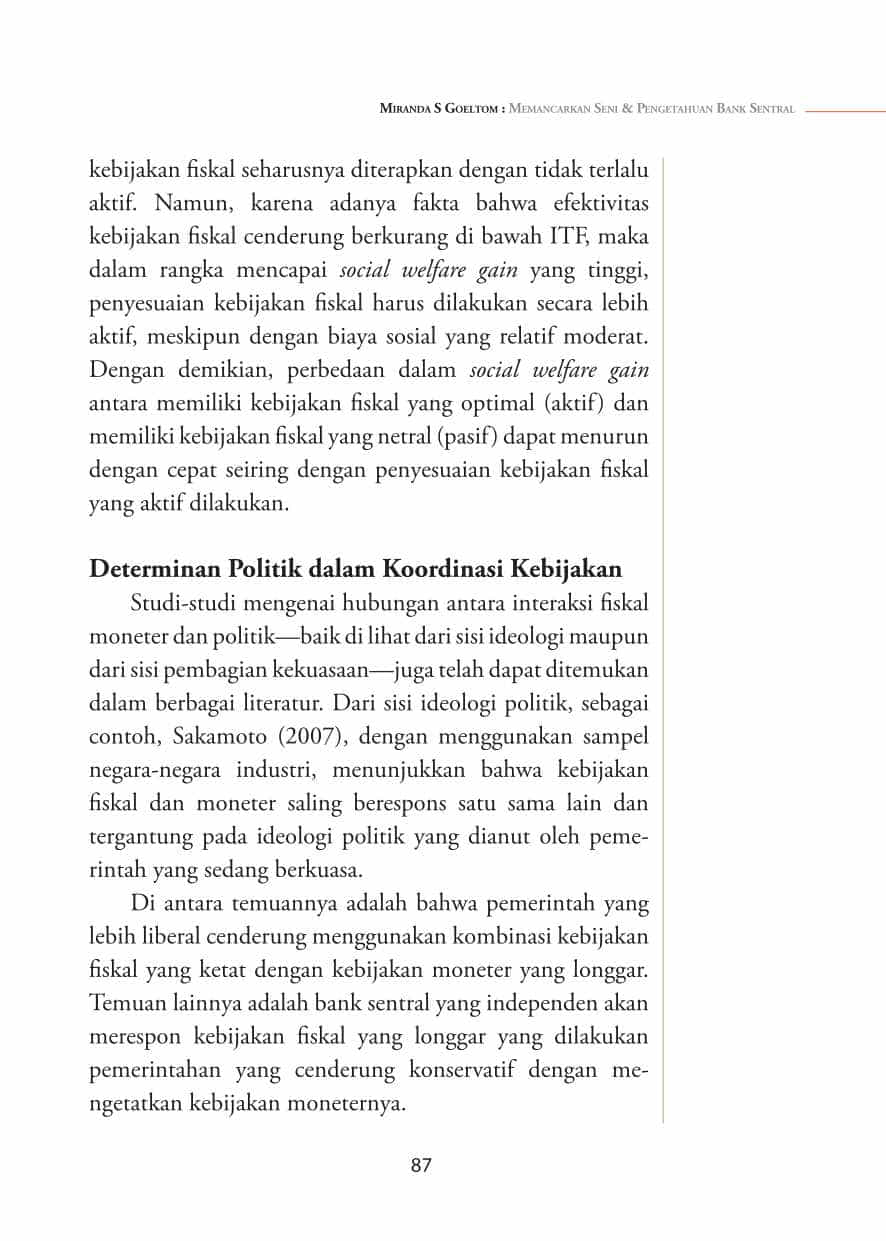 MIRANDA S GOELTOM : MEMANCARKAN SENI & PENGETAHUAN BANK SENTRAL
kebijakan fiskal seharusnya diterapkan dengan tidak terlalu
aktif. Namun, karena adanya fakta bahwa efektivitas
kebijakan fiskal cenderung berkurang di bawah ITF, maka
dalam rangka mencapai social welfare gain yang tinggi,
penyesuaian kebijakan fiskal harus dilakukan secara lebih
aktif, meskipun dengan biaya sosial yang relatif moderat.
Dengan demikian, perbedaan dalam social welfare gain
antara memiliki kebijakan fiskal yang optimal (aktif) dan
memiliki kebijakan fiskal yang netral (pasif) dapat menurun
dengan cepat seiring dengan penyesuaian kebijakan fiskal
yang aktif dilakukan.
Determinan Politik dalam Koordinasi Kebijakan
Studi-studi mengenai hubungan antara interaksi fiskal
moneter dan politik—baik di lihat dari sisi ideologi maupun
dari sisi pembagian kekuasaan—juga telah dapat ditemukan
dalam berbagai literatur. Dari sisi ideologi politik, sebagai
contoh, Sakamoto (2007), dengan menggunakan sampel
negara-negara industri, menunjukkan bahwa kebijakan
fiskal dan moneter saling berespons satu sama lain dan
tergantung pada ideologi politik yang dianut oleh peme-
rintah yang sedang berkuasa.
Di antara temuannya adalah bahwa pemerintah yang
lebih liberal cenderung menggunakan kombinasi kebijakan
fiskal yang ketat dengan kebijakan moneter yang longgar.
Temuan lainnya adalah bank sentral yang independen akan
merespon kebijakan fiskal yang longgar yang dilakukan
pemerintahan yang cenderung konservatif dengan me-
ngetatkan kebijakan moneternya.
87